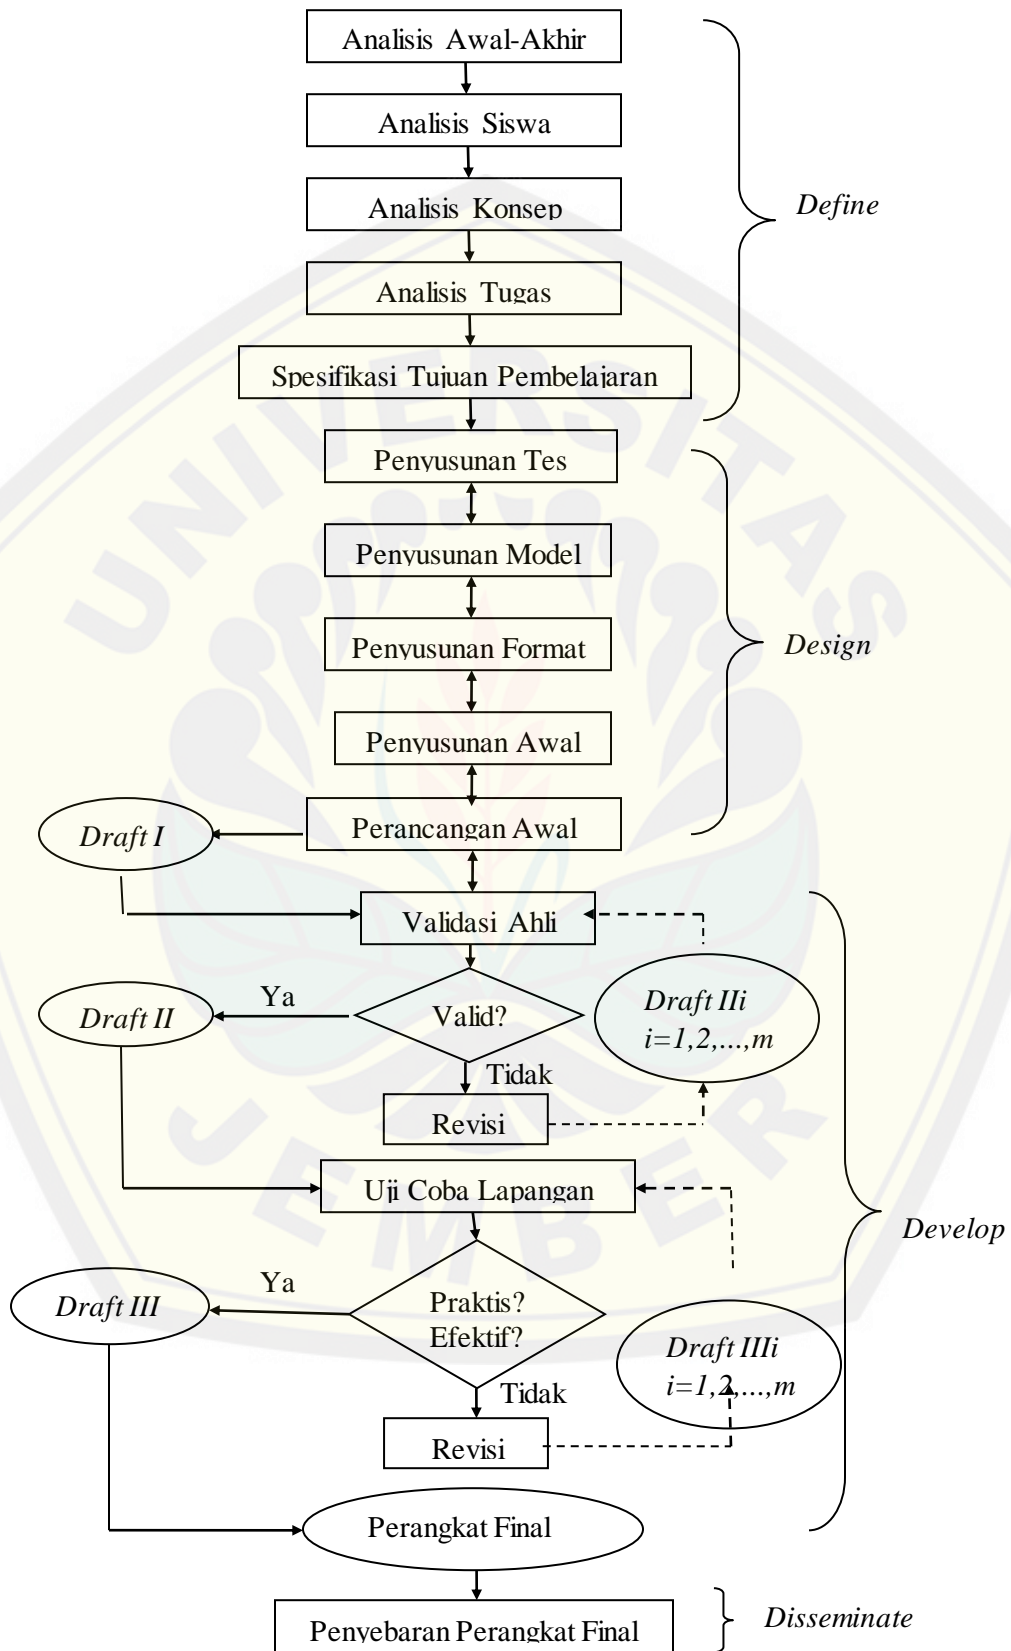 Analisis Awal-Akhir
Analisis Siswa
Analisis Konsep
Define
Analisis Tugas
Spesifikasi Tujuan Pembelajaran
Penyusunan Tes
Penyusunan Model
Penyusunan Format
Design
Penyusunan Awal
Draft I
Perancangan Awal
Validasi Ahli
Ya
Draft II
Valid?
Draft IIi
i=1,2,...,m
Tidak
Revisi
Uji Coba Lapangan
Develop
Ya
Draft III
Praktis?
Efektif?
Draft IIIi
i=1,2,...,m
Tidak
Revisi
Perangkat Final
Penyebaran Perangkat Final
Disseminate
UNIVERSITAS
JEMBER